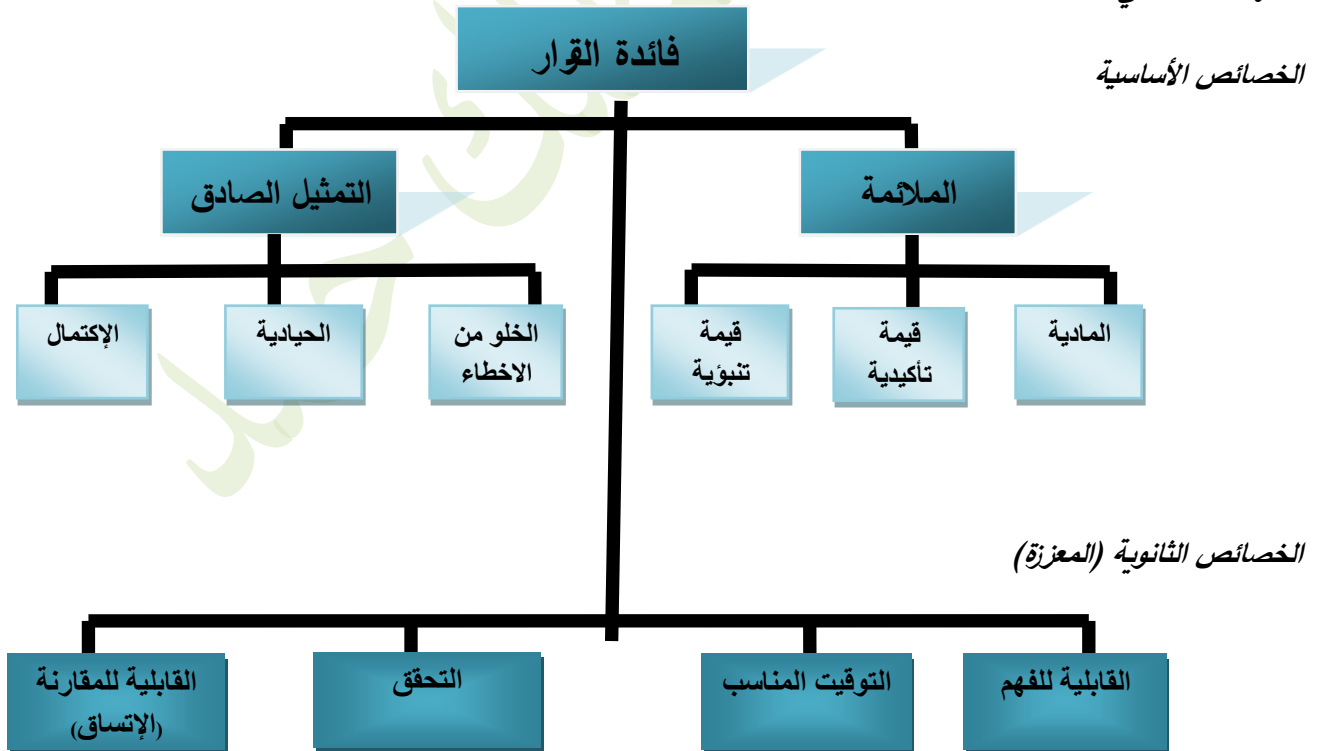 فائدة القرار
الخصائص الأساسية
الملائمة
التمثيل الصادق
المادية
قيمة
تأكيدية
قيمة
تنبؤية
الخلو من
الاخطاء
الحيادية
الإكتمال
الخصائص الثانوية (المعززة)
القابلية للفهم
التوقيت المناسب
التحقق
القابلية للمقارنة
(الإتساق)